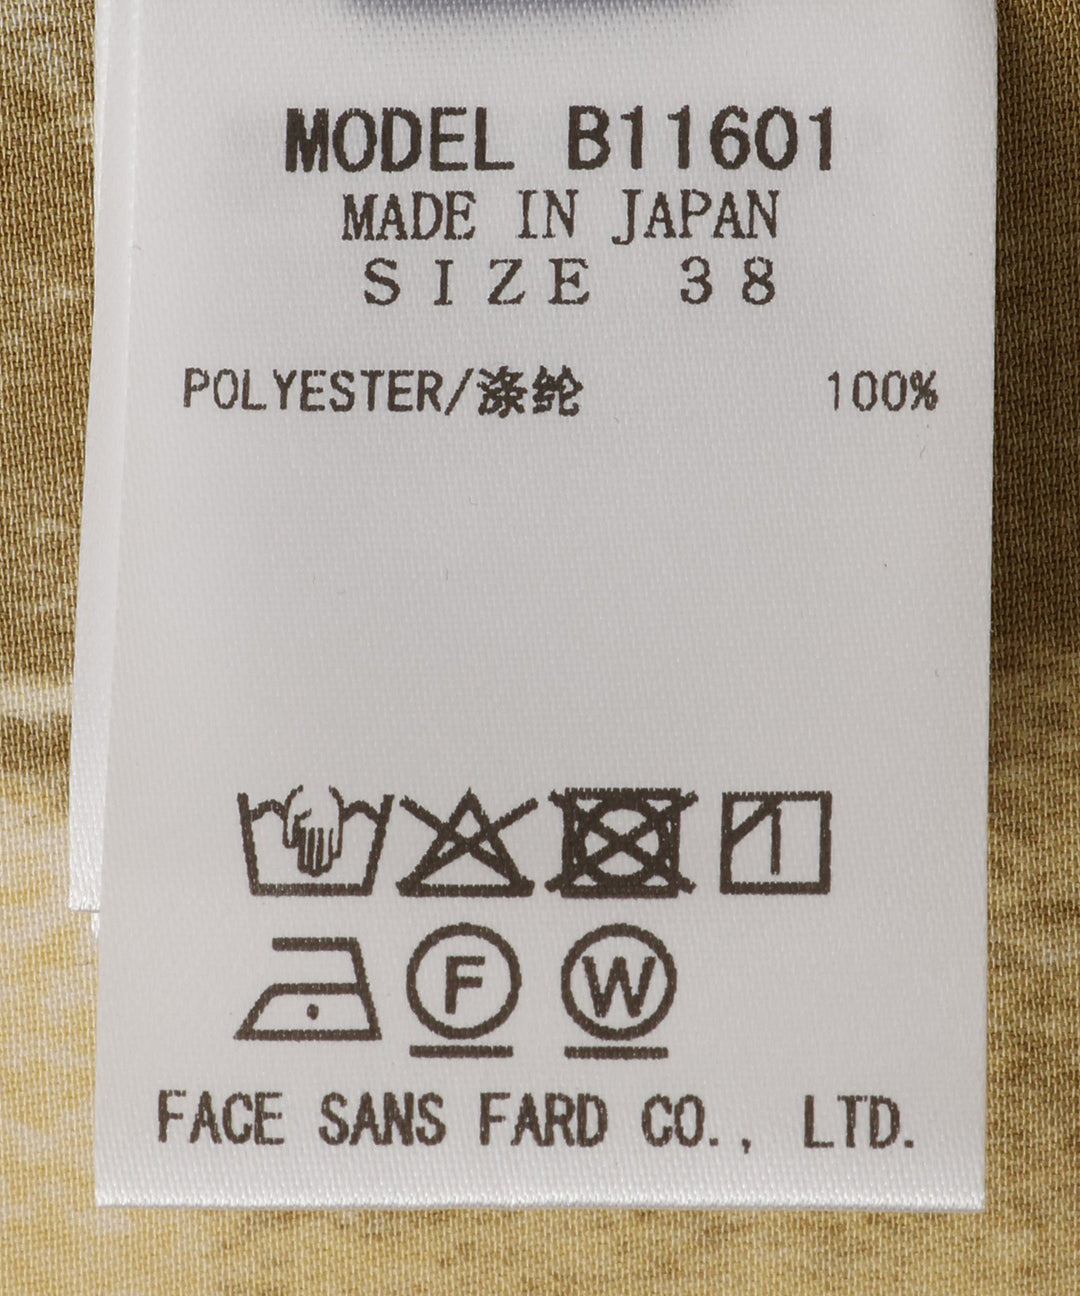 MODEL B11601
MADE IN JAPAN
SIZE 38
POLYESTER/涤纶 100%
F W
FACE SANS FARD CO., LTD.